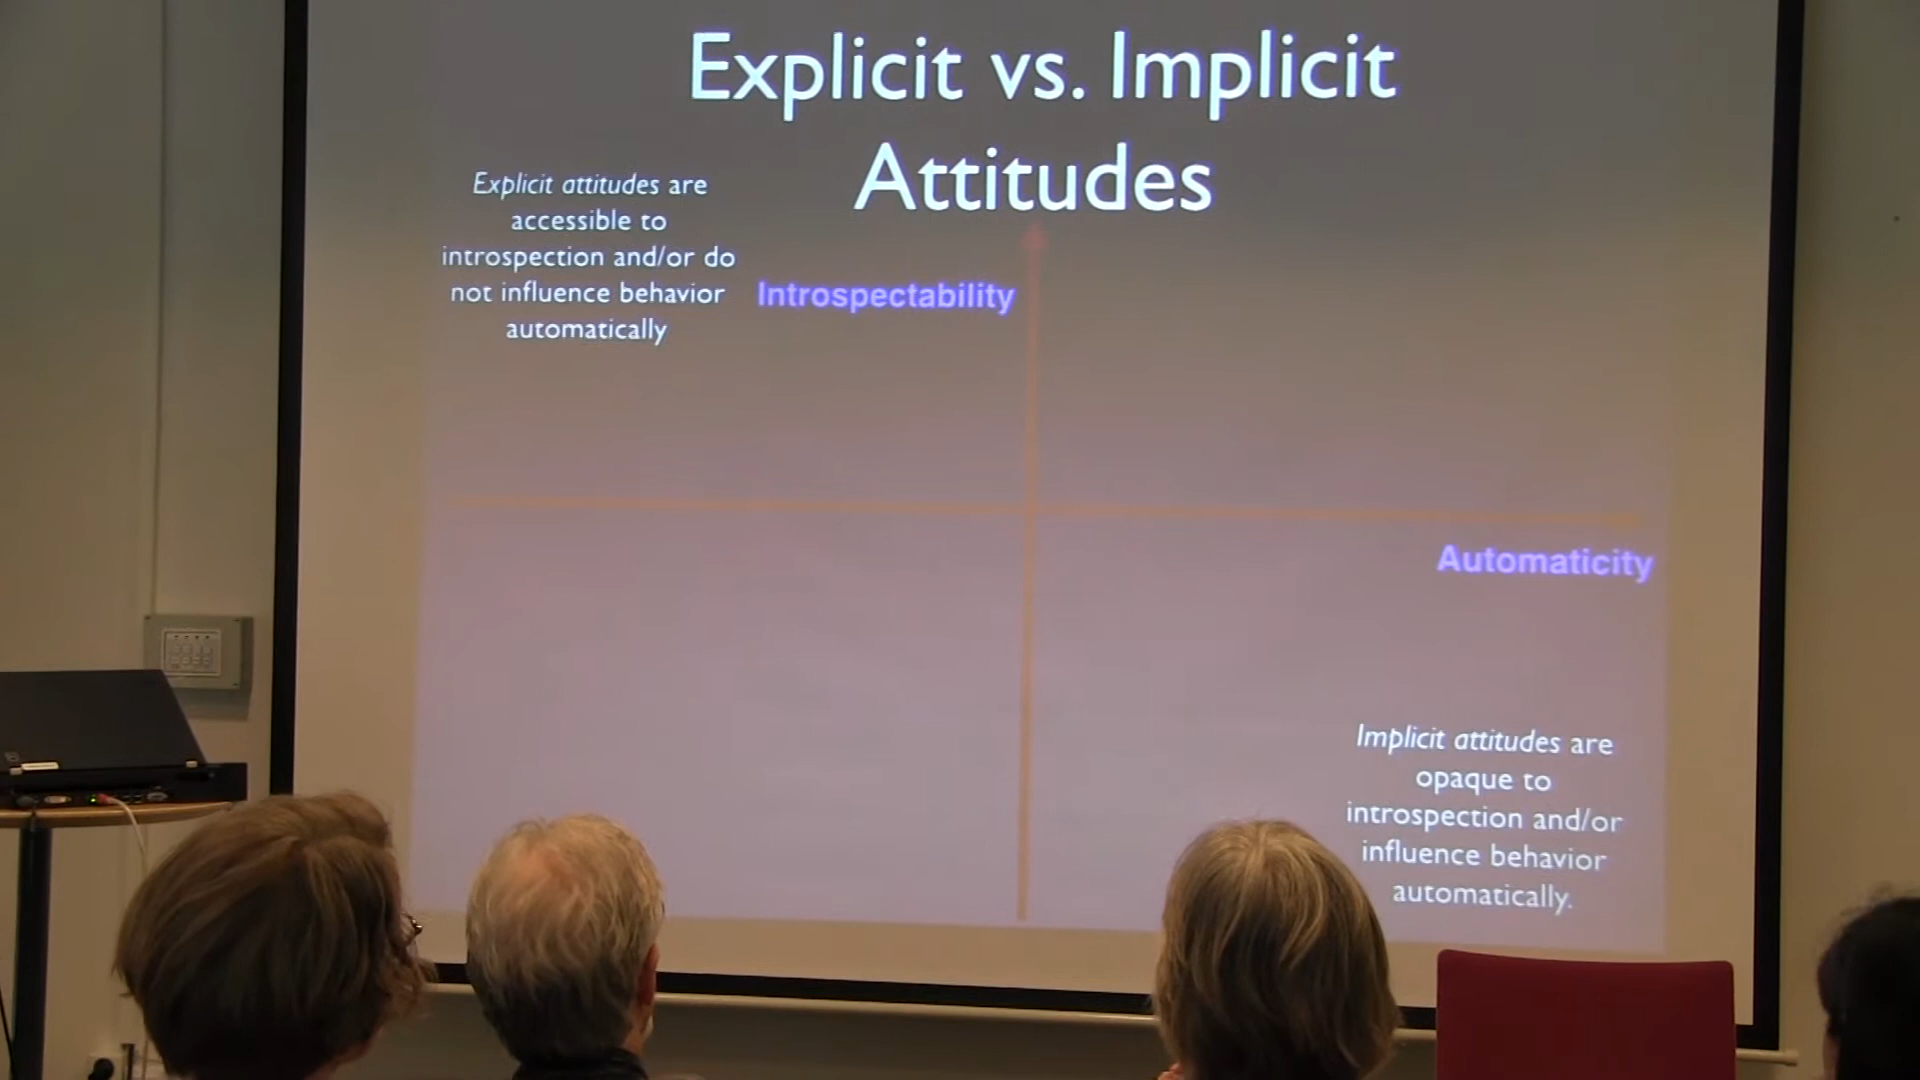 Explicit vs. Implicit
Attitudes
Explicit attitudes are
accessible to
introspection and/or do
not influence behavior
automatically
Introspectability
Automaticity
Implicit attitudes are
opaque to
introspection and/or
influence behavior
automatically.